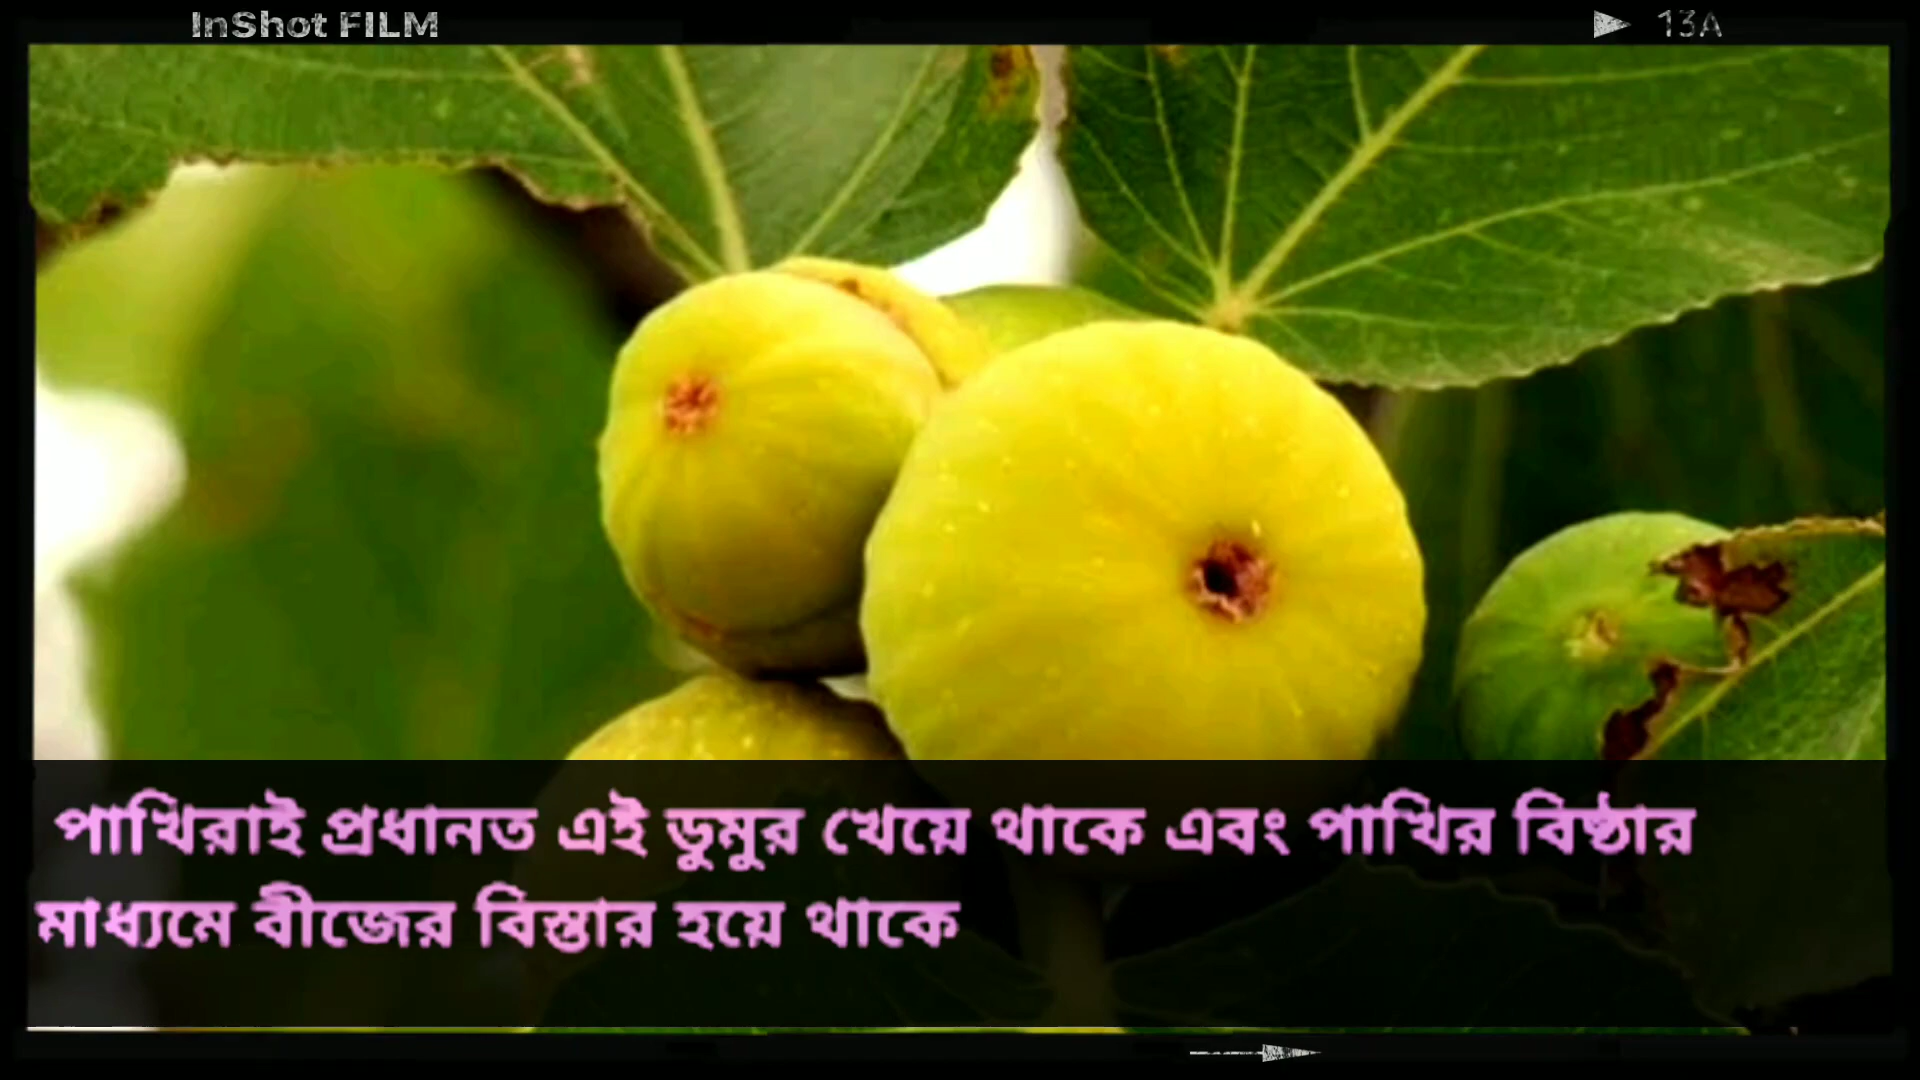 InShot FILM
13A
পাখিরাই প্রধানত এই ডুমুর খেয়ে থাকে এবং পাখির বিষ্ঠার
মাধ্যমে বীজের বিস্তার হয়ে থাকে